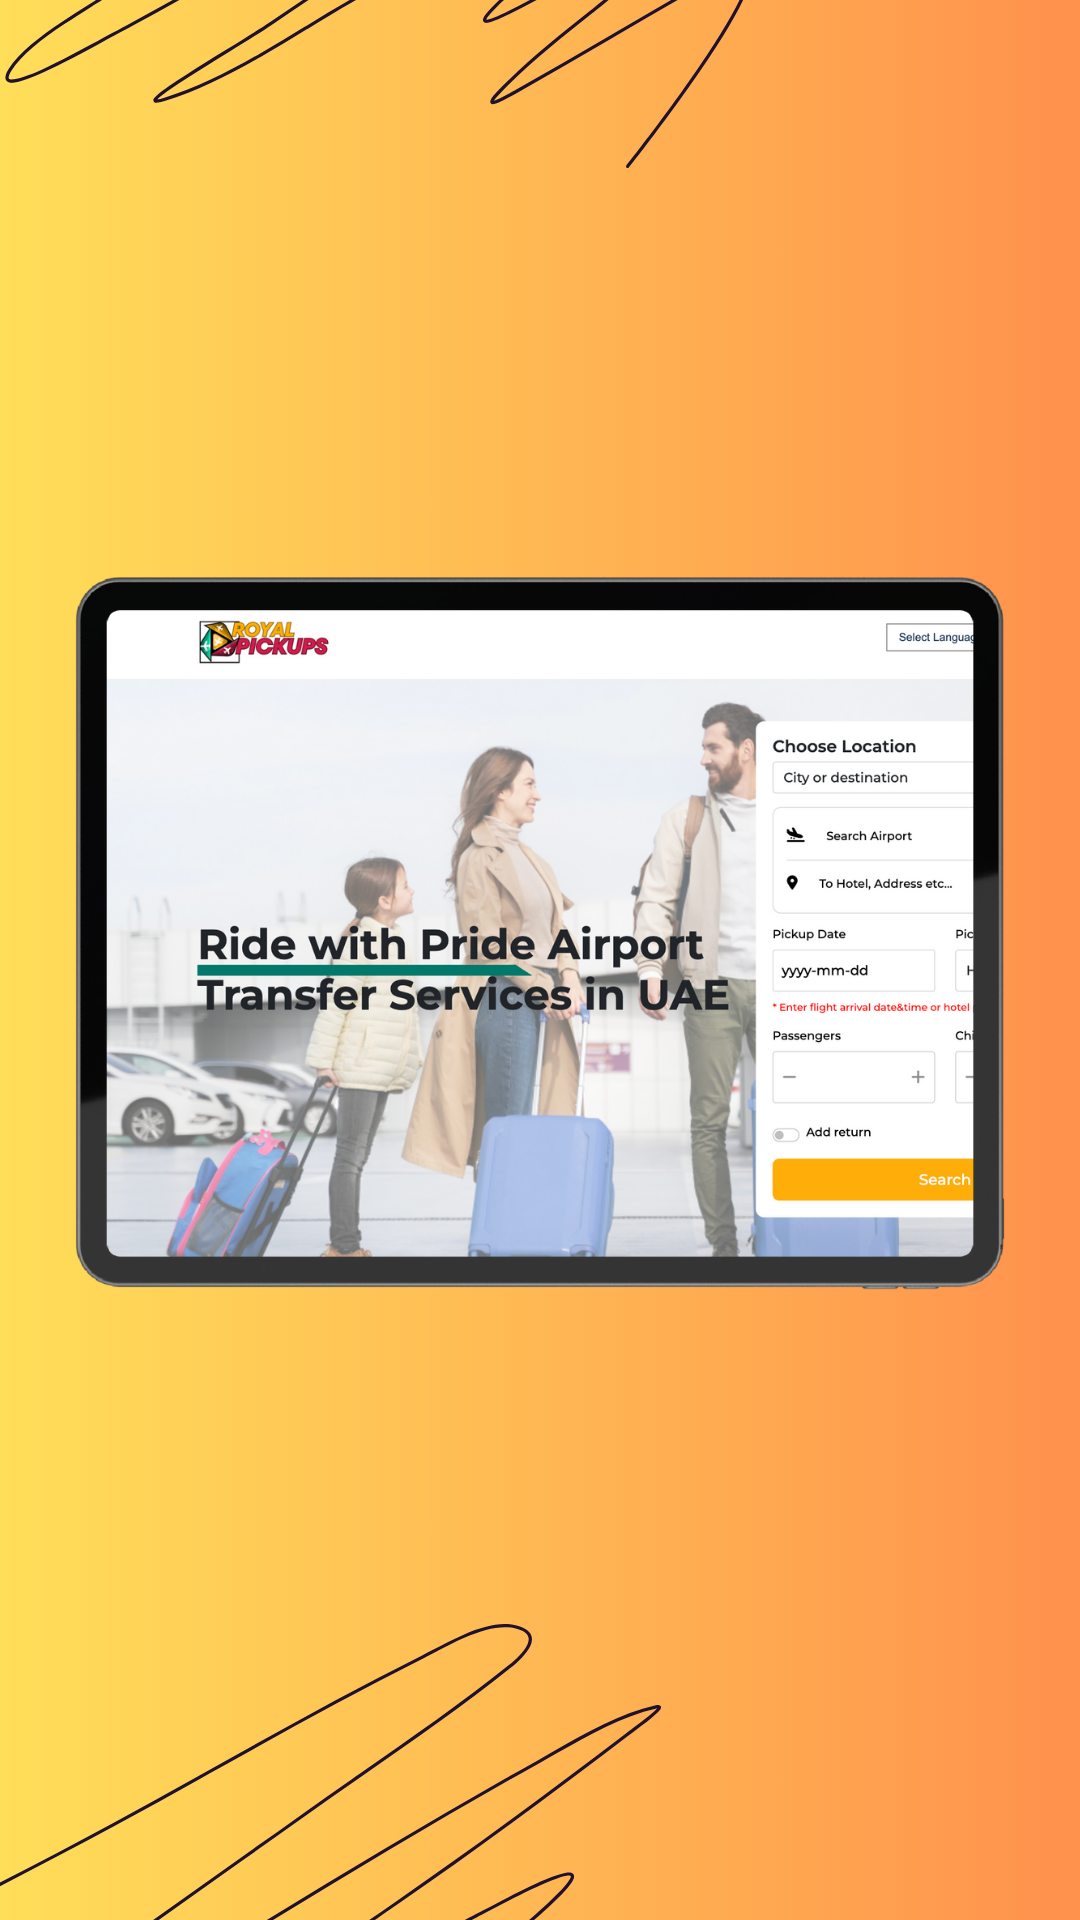 ROYAL
PICKUPS
Select Languag
Ride with Pride Airport
Transfer Services in UAE
Choose Location
City or destination
Search Airport
To Hotel, Address etc...
Pickup Date
Pic
yyyy-mm-dd
H
* Enter flight arrival date&time or hotel
Passengers
Chi
Add return
Search